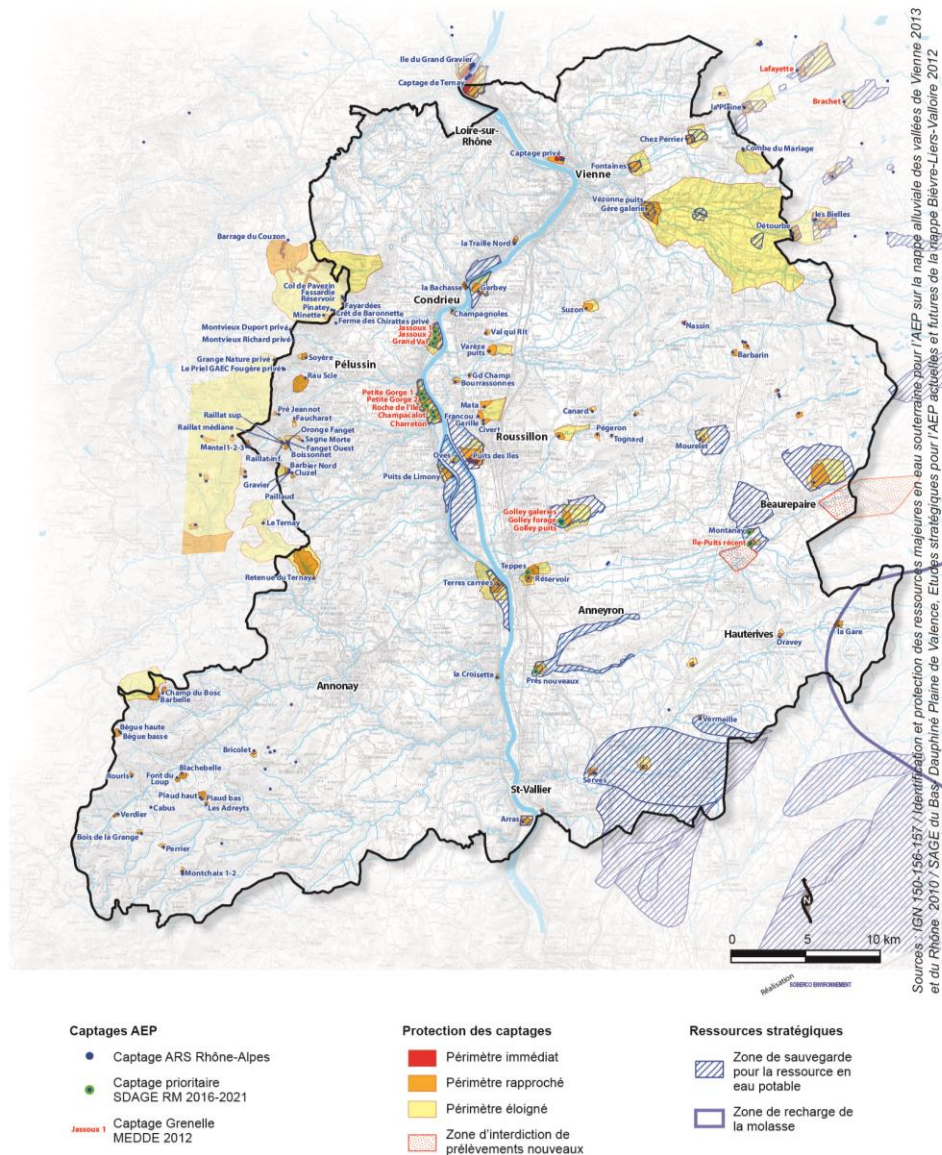 Ile du Grand Gravier
Captage de Ternay
Loire-sur-
Rhône
Captage privé
Vienne
Lafayette
Brachet
la Plaine
Chez Perrier
Combe du Mariage
Fontaines
Vézonne puits
Gère galerie
Détourbe
les Bielles
Barrage du Couzon
la Traille Nord
Col de Pavezin
Fassardie
Réservoir
Pinatey
Minette
Fayardées
Crêt de Baronnette
Ferme des Chirattes privé
la Bachasse
Gerbey
Condrieu
Champagnoles
Suzon
Nassin
Montvieux Duport privé
Montvieux Richard privé
Jassoux 1
Jassoux 2
Grand Val
Val qui Rit
Varèze
puits
Barbarin
Grange Nature privé
Le Priel GAEC Fougère privé
Soyère
Pélussin
Rau Scie
Gd Champ
Bourrassonnes
Petite Gorge 1
Petite Gorge 2
Roche de l'Ile
Champacalot
Charreton
Mata
Francou
Garille
Civert
Canard
Pégeron
Tognard
Mourelet
Raillat sup.
Raillat médiane
Mantel 1-2-3
Pré Jeannot
Faucharat
Oronge Fanget
Sagne Morte
Fanget Ouest
Boissonnet
Raillat inf.
Barbier Nord
Cluzel
Gravier
Paillaud
Le Ternay
Retenue du Ternay
Roussillon
Oves
Puits des Iles
Puits de Limony
Golley galeries
Golley forage
Golley puits
Beaurepaire
Montanay
Ile-Puits récent
Teppes
Réservoir
Terres carrées
Anneyron
Hauterives
la Gare
Dravey
Prés nouveaux
la Croisette
Annonay
Champ du Bosc
Barbelle
Vermeille
Bègue haute
Bègue basse
Bricolet
Rouris
Font du
Loup
Blachebelle
Piaud haut
Piaud bas
Les Adreyts
Cabus
Verdier
Bois de la Grange
Perrier
Montchaix 1-2
Serves
St-Vallier
Arras
N
0 5 10 km
Réalisation SOBERCO ENVIRONNEMENT
Sources : IGN 150-156-157 / Identification et protection des ressources majeures en eau souterraine pour l'AEP sur la nappe alluviale des vallées de Vienne 2013
et du Rhône 2010 / SAGE du Bas Dauphiné Plaine de Valence, Etudes stratégiques pour l'AEP actuelles et futures de la nappe Bièvre-Liers-Valloire 2012
Captages AEP
Captage ARS Rhône-Alpes
Captage prioritaire
SDAGE RM 2016-2021
Jassoux 1
Captage Grenelle
MEDDE 2012
Protection des captages
Périmètre immédiat
Périmètre rapproché
Périmètre éloigné
Zone d'interdiction de
prélèvements nouveaux
Ressources stratégiques
Zone de sauvegarde
pour la ressource en
eau potable
Zone de recharge de
la molasse